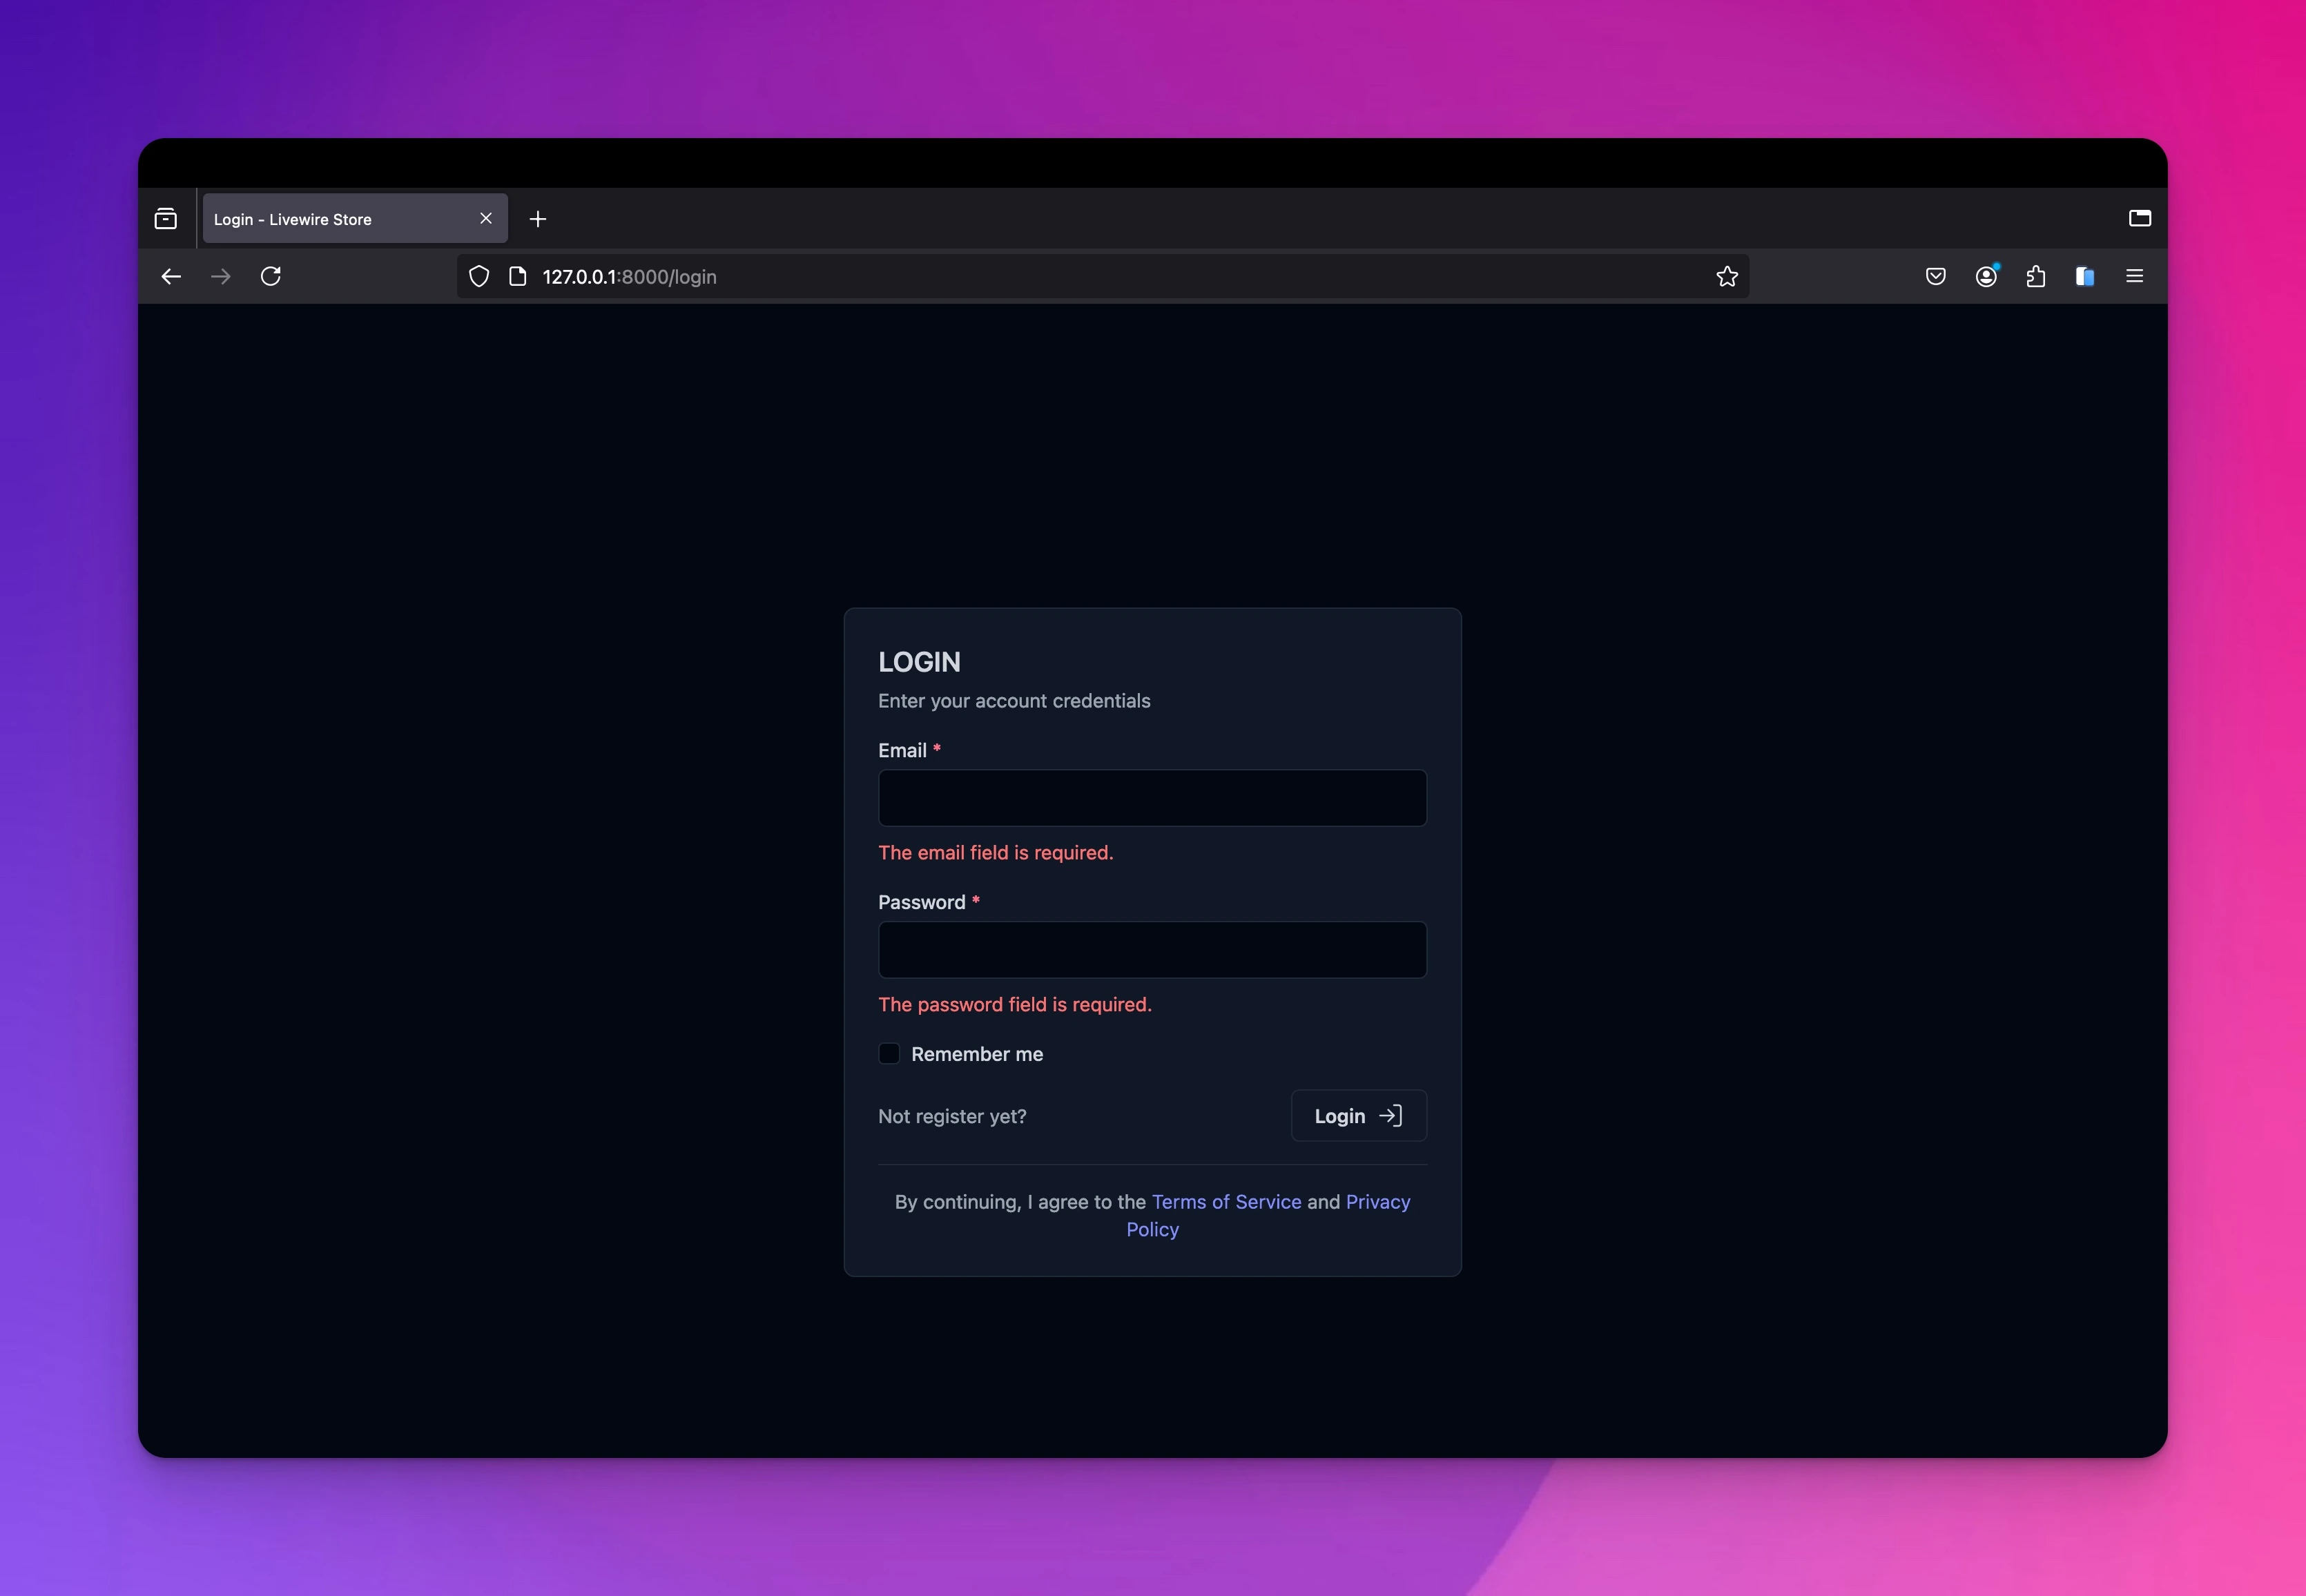 Login - Livewire Store
127.0.0.1:8000/login
LOGIN
Enter your account credentials
Email *
The email field is required.
Password *
The password field is required.
Remember me
Not register yet?
Login
By continuing, I agree to the Terms of Service and Privacy
Policy